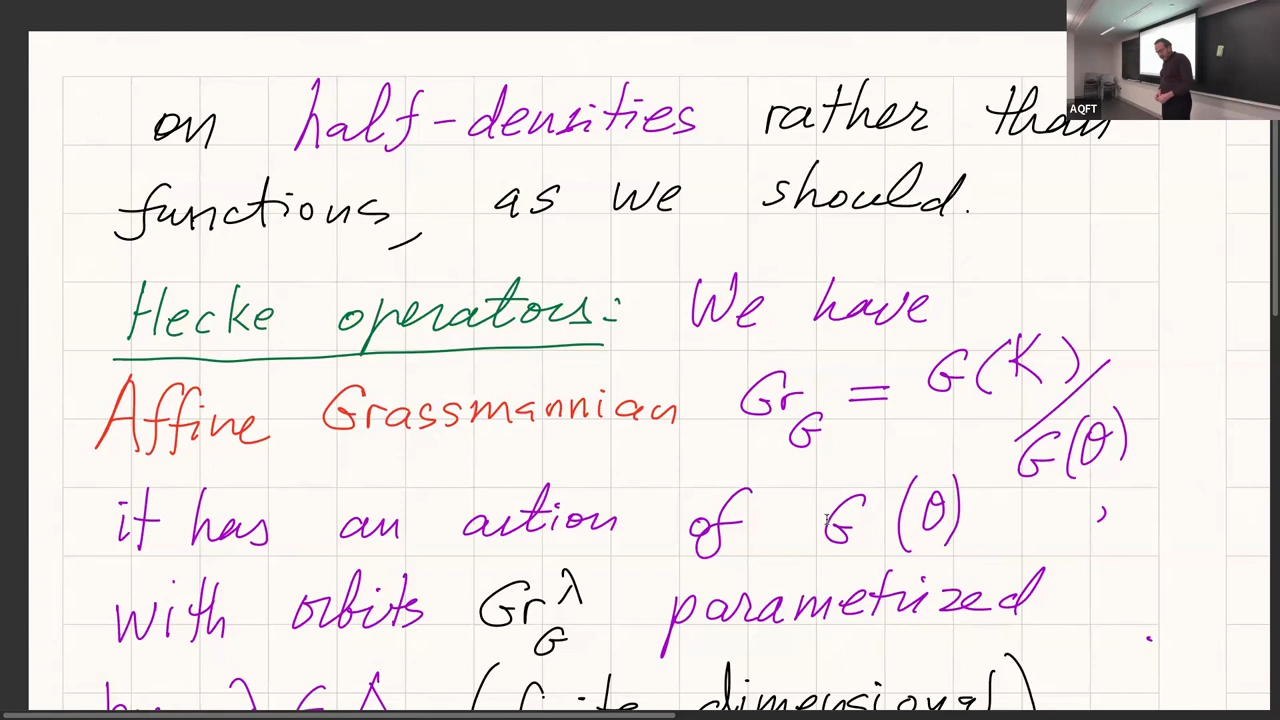 on half-densities rather than
functions, as we should.
Hecke operators: We have
Affine Grassmannian Gr_G = G(K)/G(O)
it has an action of G(O),
with orbits Gr_G^λ parametrized
dimensional)
AQFT